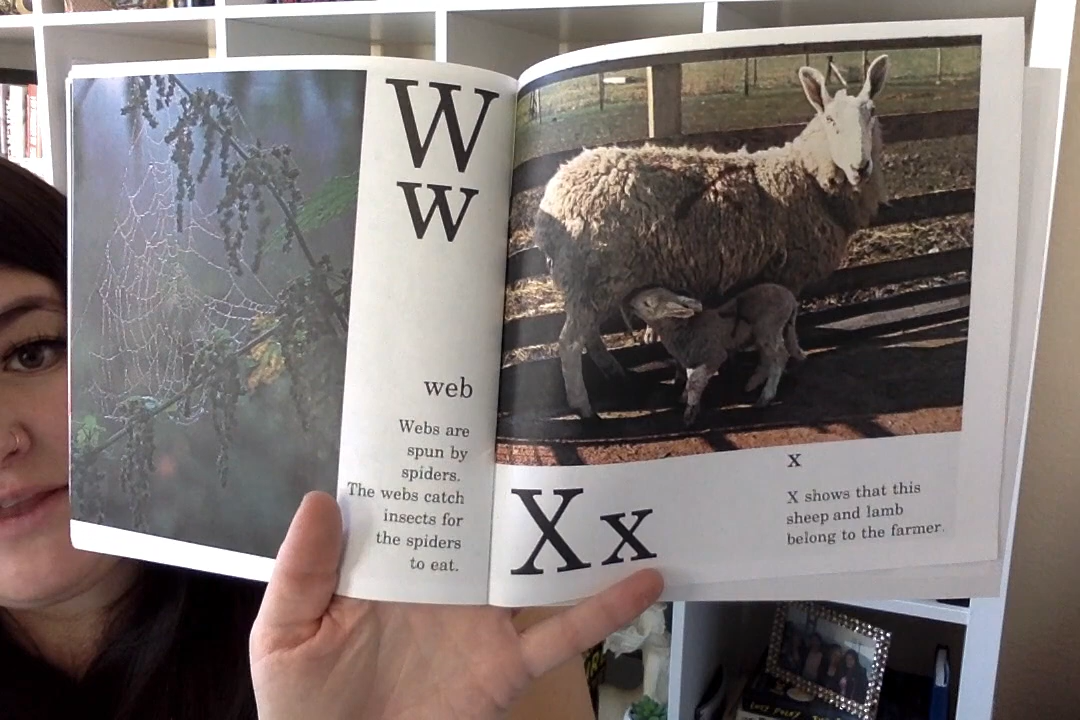 W
w
web
Webs are
spun by
spiders.
The webs catch
insects for
the spiders
to eat.
X x
x
X shows that this
sheep and lamb
belong to the farmer.